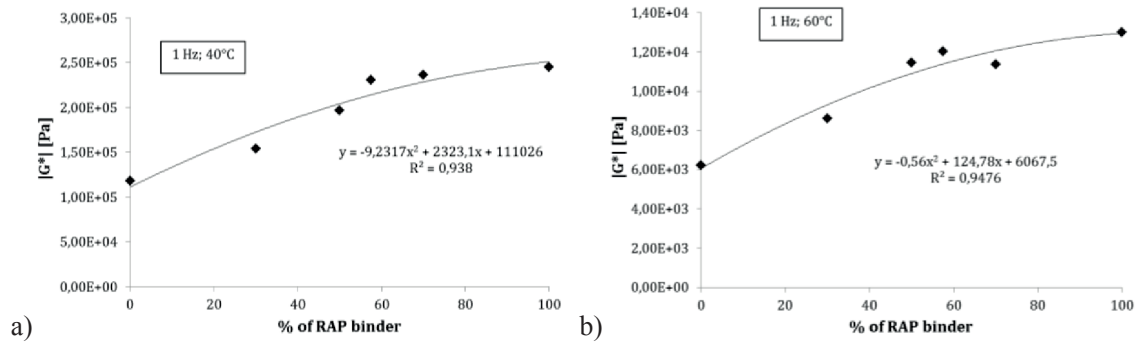 3,00E+05
2,50E+05
2,00E+05
1,50E+05
1,00E+05
5,00E+04
0,00E+00
|G*| [Pa]
1 Hz; 40°C
y = -9,2317x² + 2323,1x + 111026
R² = 0,938
0 20 40 60 80 100
% of RAP binder
a)
1,40E+04
1,20E+04
1,00E+04
8,00E+03
6,00E+03
4,00E+03
2,00E+03
0,00E+00
|G*| [Pa]
1 Hz; 60°C
y = -0,56x² + 124,78x + 6067,5
R² = 0,9476
0 20 40 60 80 100
% of RAP binder
b)